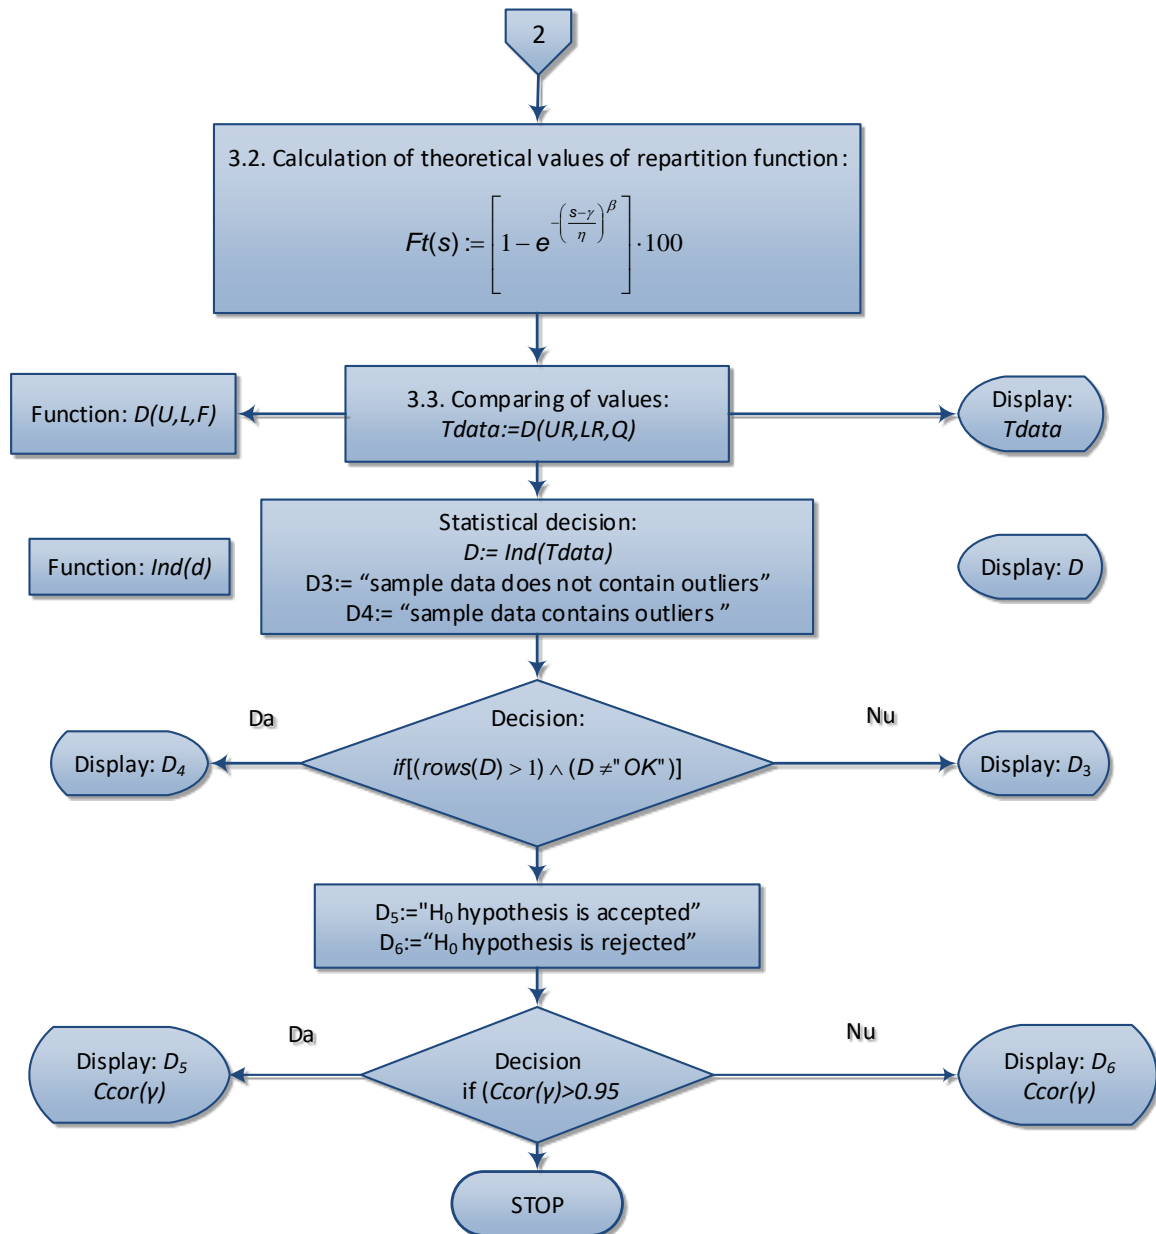 2
3.2. Calculation of theoretical values of repartition function:
Ft(s) := [1 − e^{−((s−γ)/η)^β}] · 100
Function: D(U,L,F)
3.3. Comparing of values:
Tdata:=D(UR,LR,Q)
Display:
Tdata
Function: Ind(d)
Statistical decision:
D:= Ind(Tdata)
D3:= “sample data does not contain outliers”
D4:= “sample data contains outliers ”
Display: D
Da
Nu
Display: D₄
Decision:
if[(rows(D) > 1) ∧ (D ≠" OK" )]
Display: D₃
D₅:="H₀ hypothesis is accepted”
D₆:=“H₀ hypothesis is rejected”
Da
Nu
Display: D₅
Ccor(γ)
Decision
if (Ccor(γ)>0.95
Display: D₆
Ccor(γ)
STOP